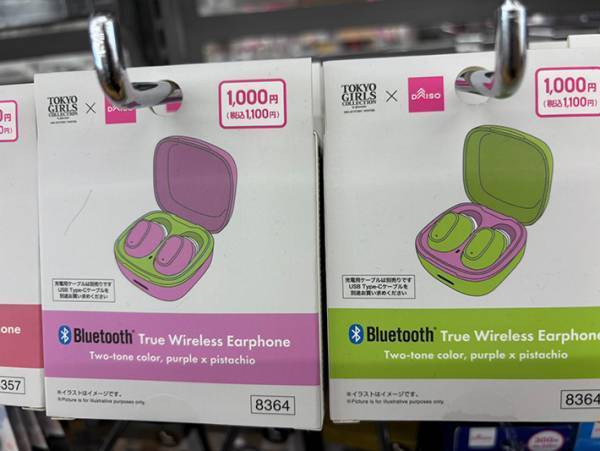 円
円)
one
357
TOKYO
GIRLS
COLLECTION
×
DAISO
1,000円
(税込1,100円)
充電用ケーブルは別売りです
USB Type-Cケーブルを
別途お買い求めください
Bluetooth® True Wireless Earphone
Two-tone color, purple x pistachio
※イラストはイメージです。
※Picture is for illustrative purposes only.
8364
TOKYO
GIRLS
COLLECTION
×
DAISO
1,000円
(税込1,100円)
充電用ケーブルは別売りです
USB Type-Cケーブルを
別途お買い求めください
Bluetooth® True Wireless Earphone
Two-tone color, purple x pistachio
※イラストはイメージです。
※Picture is for illustrative purposes only.
8364